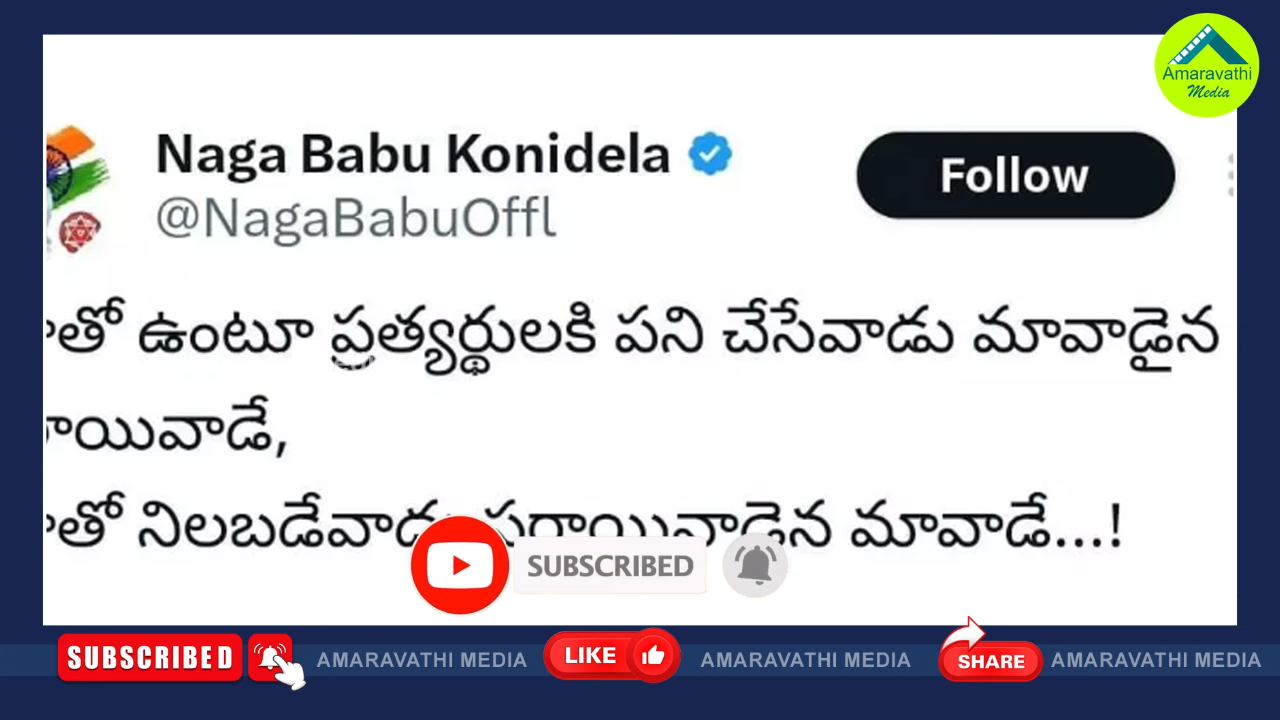 Amaravathi
Media
Naga Babu Konidela
@NagaBabuOffl
Follow
ఉంటూ ప్రత్యర్థులకి పని చేసేవాడు మావాడైన
నిలబడేవాడు పరాయివాడైన మావాడే...!
SUBSCRIBED
SUBSCRIBED
AMARAVATHI MEDIA
LIKE
AMARAVATHI MEDIA
SHARE
AMARAVATHI MEDIA